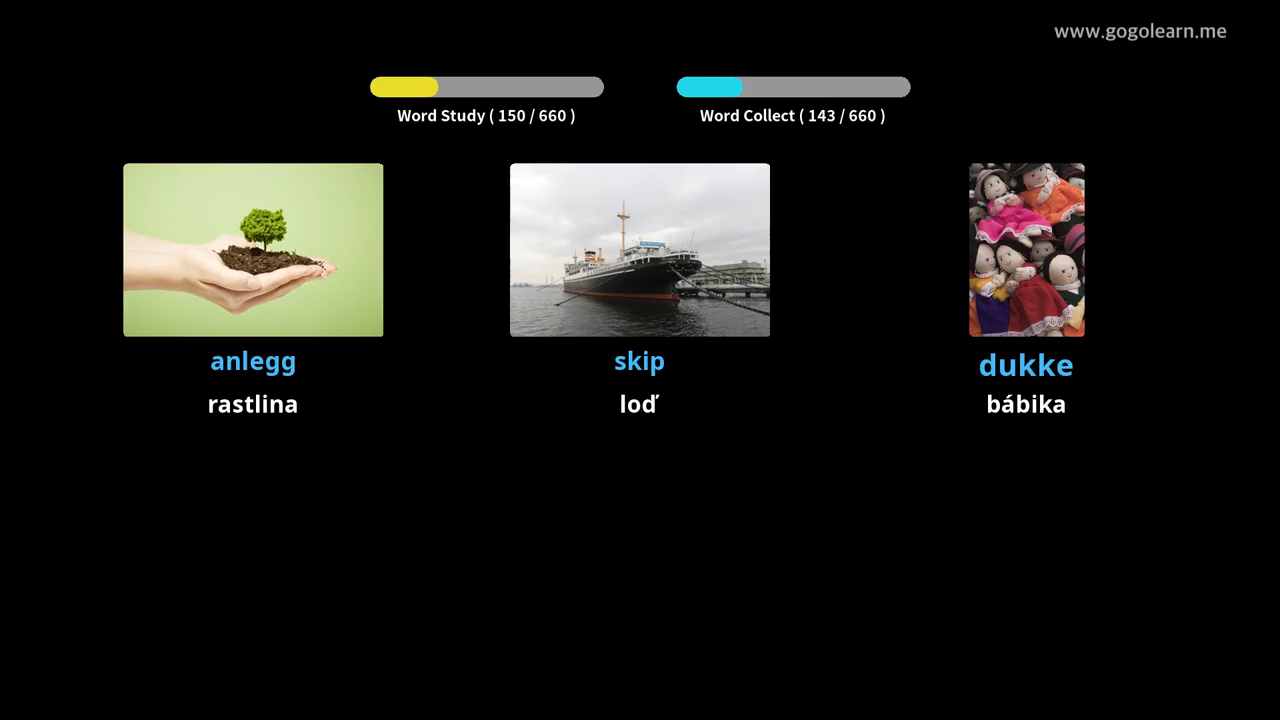 www.gogolearn.me
Word Study ( 150 / 660 )
Word Collect ( 143 / 660 )
anlegg
skip
dukke
rastlina
loď
bábika